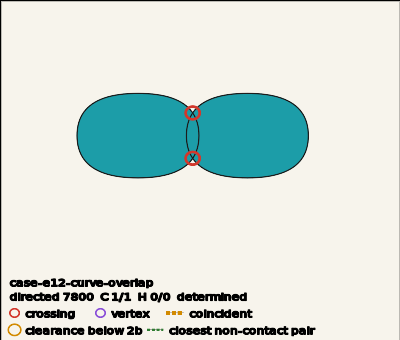 case-e12-curve-overlap
directed 7800 C 1/1 H 0/0 determined
crossing vertex coincident
clearance below 2b closest non-contact pair